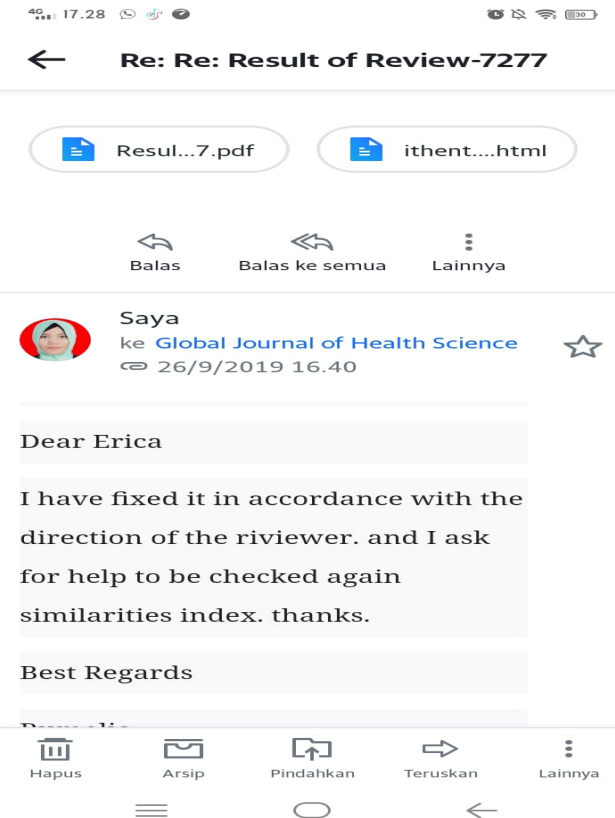 4G 17.28 30
Re: Re: Result of Review-7277
Resul...7.pdf ithent....html
Balas Balas ke semua Lainnya
Saya
ke Global Journal of Health Science
26/9/2019 16.40
Dear Erica
I have fixed it in accordance with the
direction of the riviewer. and I ask
for help to be checked again
similarities index. thanks.
Best Regards
Hapus Arsip Pindahkan Teruskan Lainnya